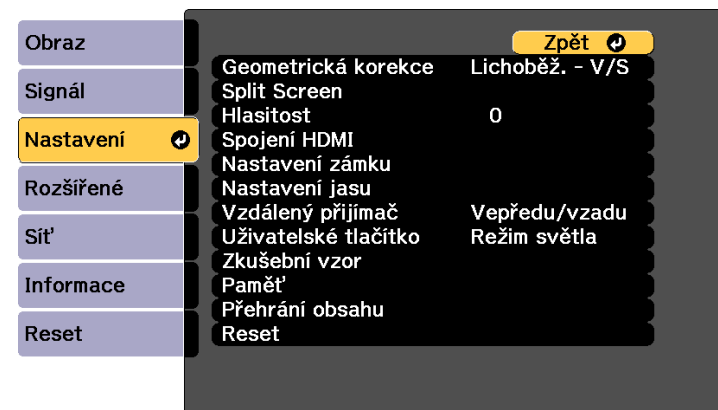 Obraz
Signál
Nastavení
Rozšířené
Síť
Informace
Reset
Zpět
Geometrická korekce Lichoběž. - V/S
Split Screen
Hlasitost 0
Spojení HDMI
Nastavení zámku
Nastavení jasu
Vzdálený přijímač Vepředu/vzadu
Uživatelské tlačítko Režim světla
Zkušební vzor
Paměť
Přehrání obsahu
Reset